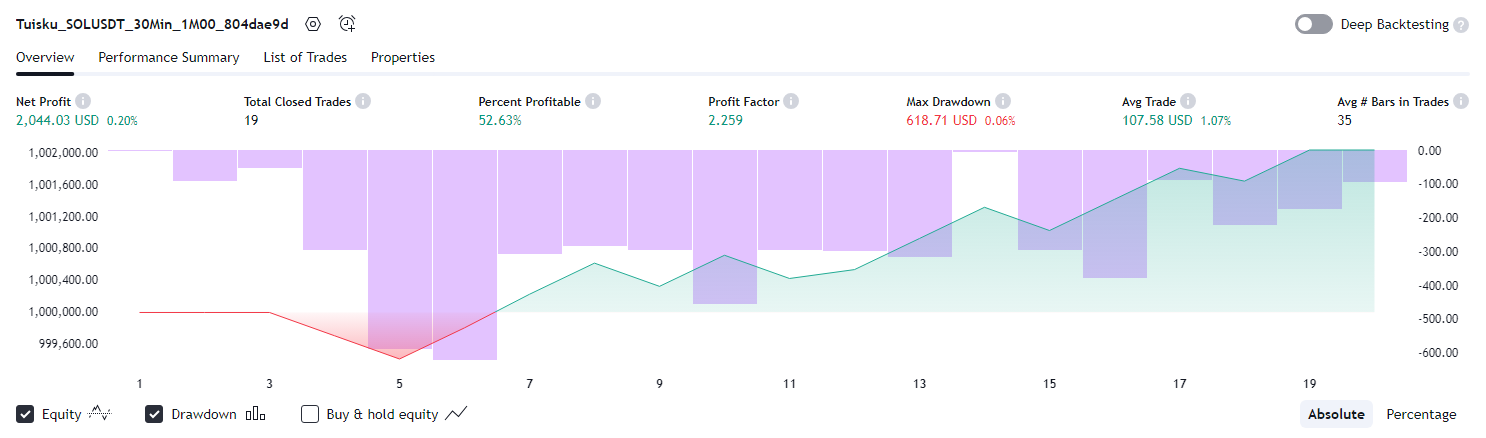 Tuisku_SOLUSDT_30Min_1M00_804dae9d
Deep Backtesting
Overview Performance Summary List of Trades Properties
Net Profit Total Closed Trades Percent Profitable Profit Factor Max Drawdown Avg Trade Avg # Bars in Trades
2,044.03 USD 0.20% 19 52.63% 2.259 618.71 USD 0.06% 107.58 USD 1.07% 35
1,002,000.00 0.00
1,001,600.00 -100.00
1,001,200.00 -200.00
1,000,800.00 -300.00
1,000,400.00 -400.00
1,000,000.00 -500.00
999,600.00 -600.00
1 3 5 7 9 11 13 15 17 19
Equity Drawdown Buy & hold equity Absolute Percentage